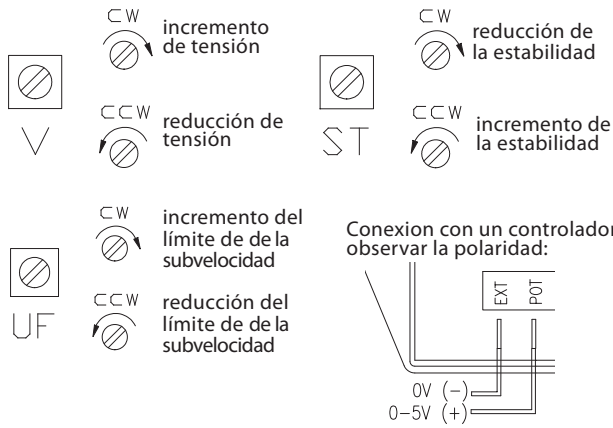 CW
incremento
de tensión
V
CCW
reducción de
tensión
CW
reducción de
la estabilidad
ST
CCW
incremento de
la estabilidad
CW
incremento del
límite de de la
subvelocidad
UF
CCW
reducción del
límite de de la
subvelocidad
Conexion con un controlador
observar la polaridad:
EXT
POT
0V (-)
0-5V (+)